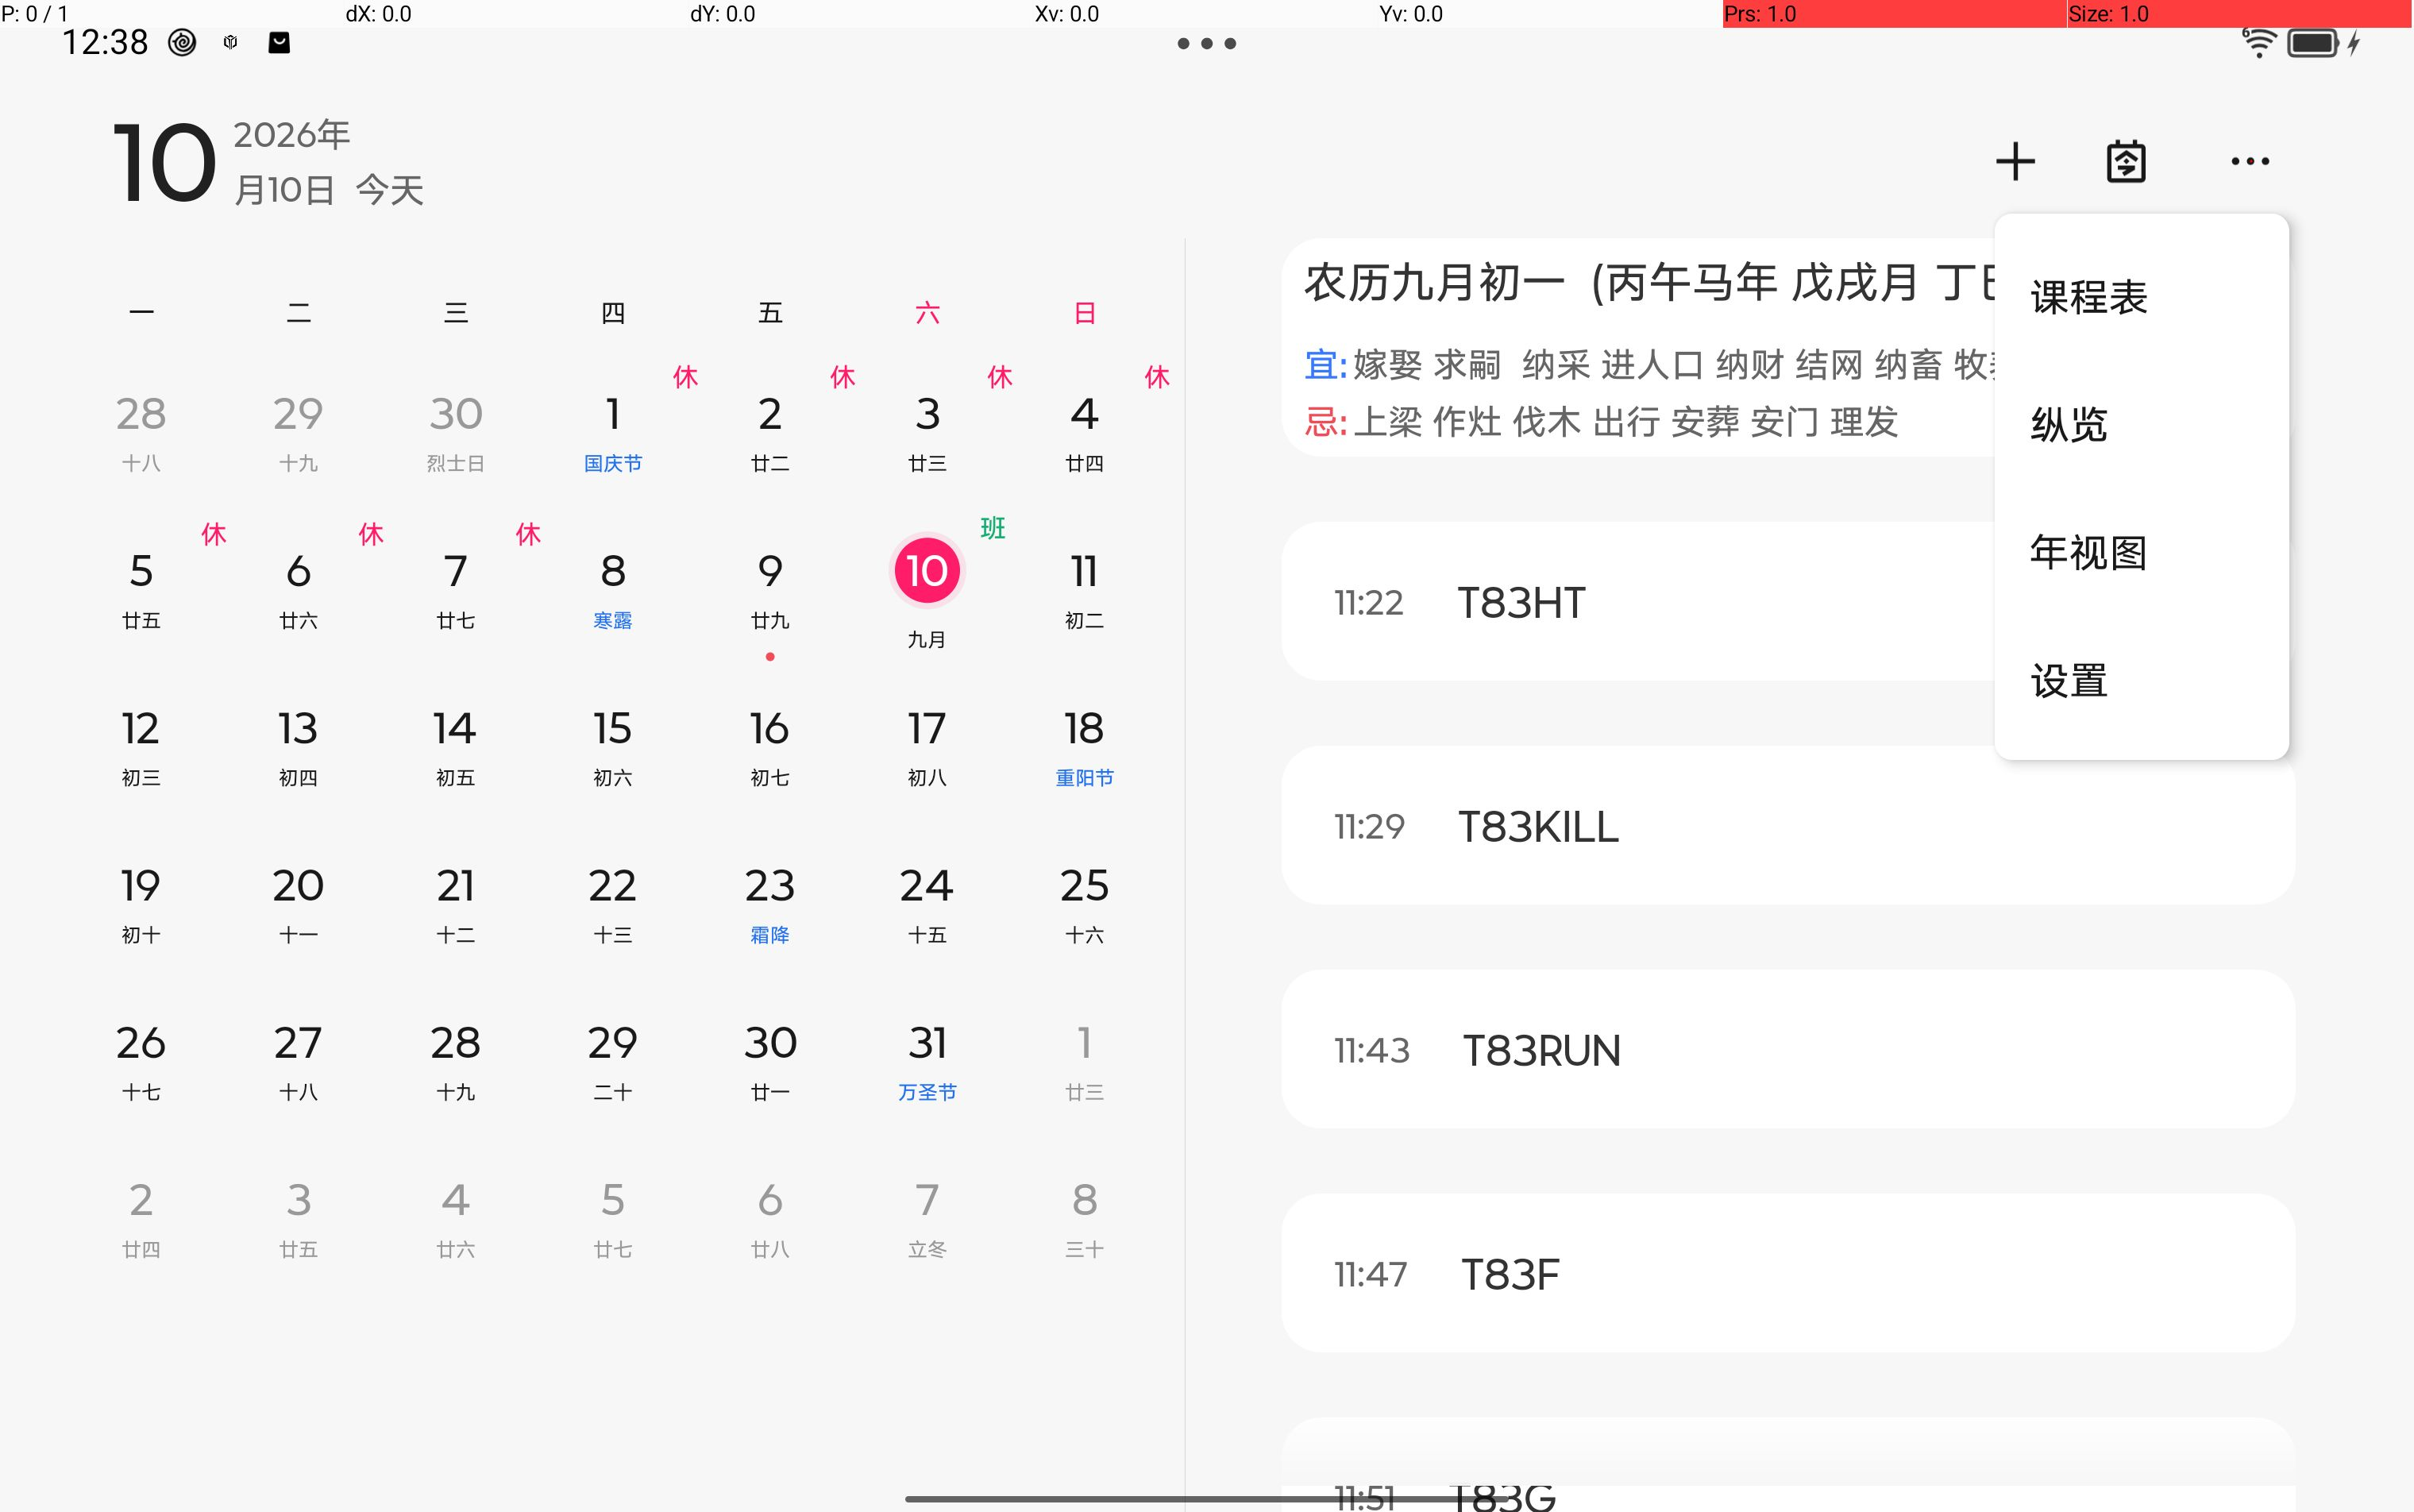 P: 0 / 1 dX: 0.0 dY: 0.0 Xv: 0.0 Yv: 0.0 Prs: 1.0 Size: 1.0
12:38
10
2026年
月10日 今天
一 二 三 四 五 六 日
休 休 休 休
28 29 30 1 2 3 4
十八 十九 烈士日 国庆节 廿二 廿三 廿四
休 休 休 班
5 6 7 8 9 10 11
廿五 廿六 廿七 寒露 廿九 九月 初二
12 13 14 15 16 17 18
初三 初四 初五 初六 初七 初八 重阳节
19 20 21 22 23 24 25
初十 十一 十二 十三 霜降 十五 十六
26 27 28 29 30 31 1
十七 十八 十九 二十 廿一 万圣节 廿三
2 3 4 5 6 7 8
廿四 廿五 廿六 廿七 廿八 立冬 三十
农历九月初一 (丙午马年 戊戌月 丁
宜: 嫁娶 求嗣 纳采 进人口 纳财 结网 纳畜 牧
忌: 上梁 作灶 伐木 出行 安葬 安门 理发
11:22 T83HT
11:29 T83KILL
11:43 T83RUN
11:47 T83F
11:51 T83G
课程表
纵览
年视图
设置